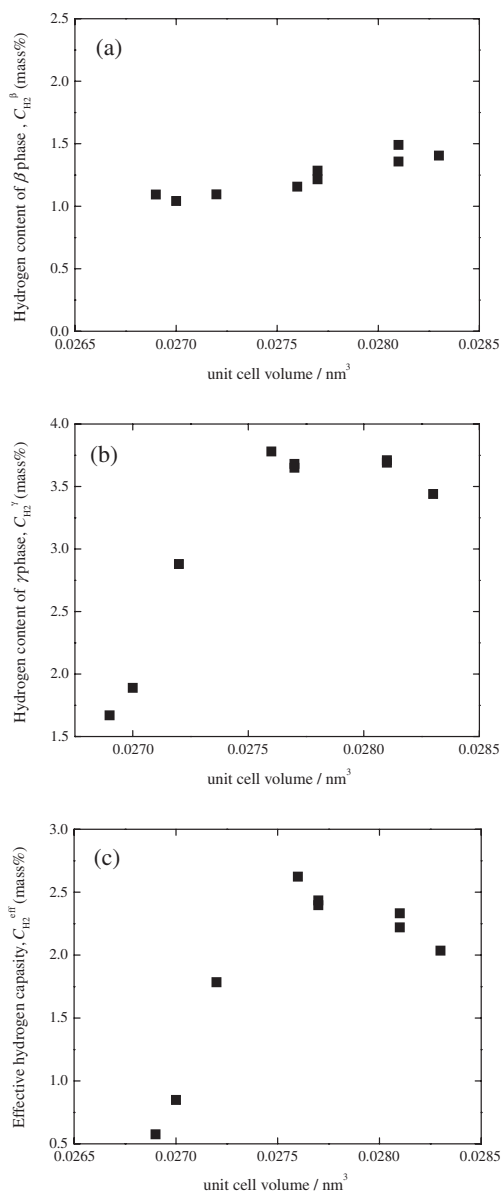 (a)
Hydrogen content of β phase , C_H2^β (mass%)
2.5
2.0
1.5
1.0
0.5
0.0
0.0265 0.0270 0.0275 0.0280 0.0285
unit cell volume / nm³
(b)
Hydrogen content of γ phase, C_H2^γ (mass%)
4.0
3.5
3.0
2.5
2.0
1.5
0.0270 0.0275 0.0280 0.0285
unit cell volume / nm³
(c)
Effective hydrogen capasity, C_H2^eff (mass%)
3.0
2.5
2.0
1.5
1.0
0.5
0.0265 0.0270 0.0275 0.0280 0.0285
unit cell volume / nm³